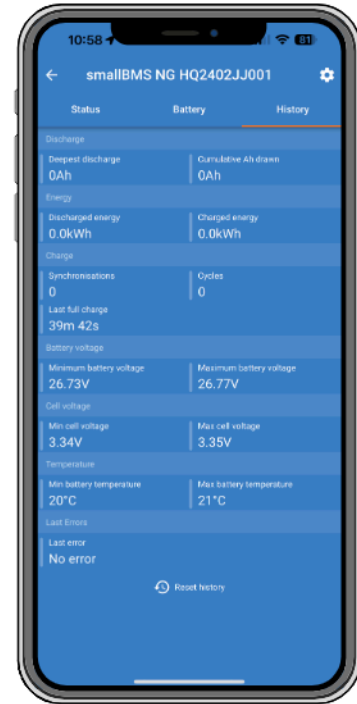 10:58 61
smallBMS NG HQ2402JJ001
Status Battery History
Discharge
Deepest discharge Cumulative Ah drawn
0Ah 0Ah
Energy
Discharged energy Charged energy
0.0kWh 0.0kWh
Charge
Synchronisations Cycles
0 0
Last full charge
39m 42s
Battery voltage
Minimum battery voltage Maximum battery voltage
26.73V 26.77V
Cell voltage
Min cell voltage Max cell voltage
3.34V 3.35V
Temperature
Min battery temperature Max battery temperature
20°C 21°C
Last Errors
Last error
No error
Reset history